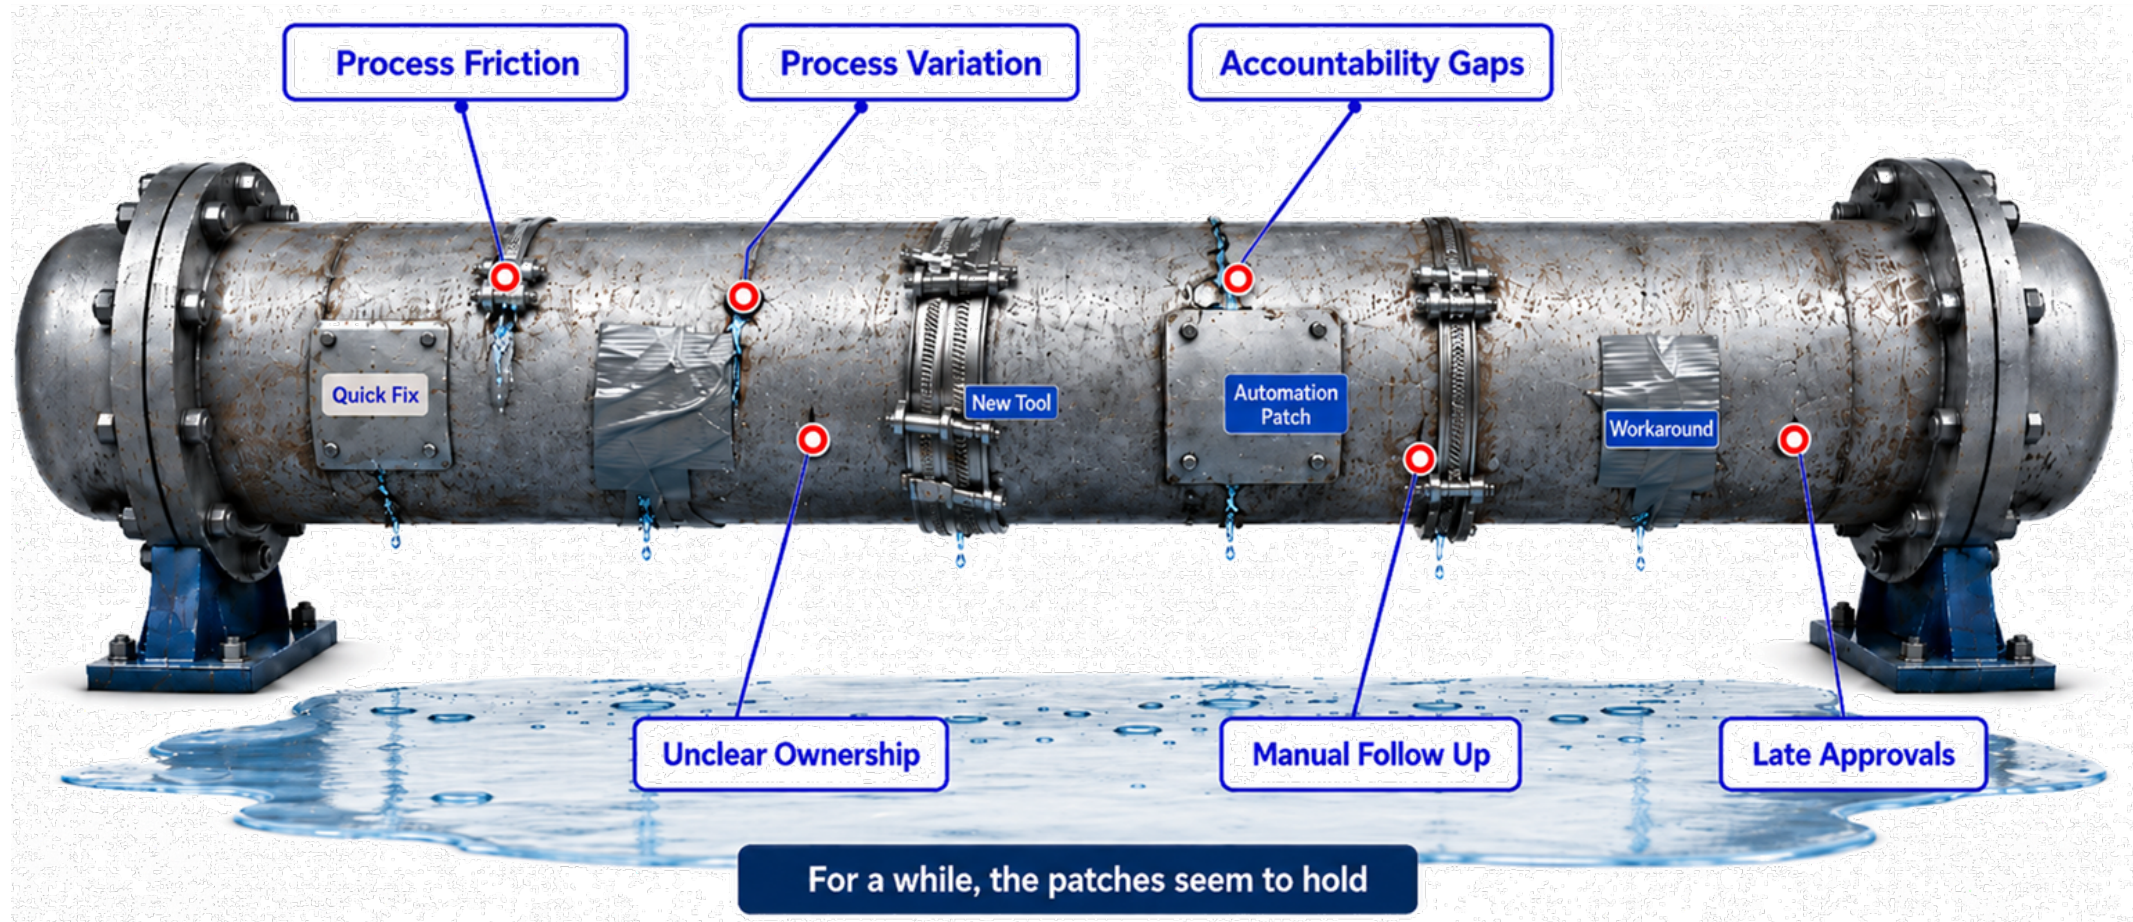 Process Friction
Process Variation
Accountability Gaps
Quick Fix
New Tool
Automation
Patch
Workaround
Unclear Ownership
Manual Follow Up
Late Approvals
For a while, the patches seem to hold